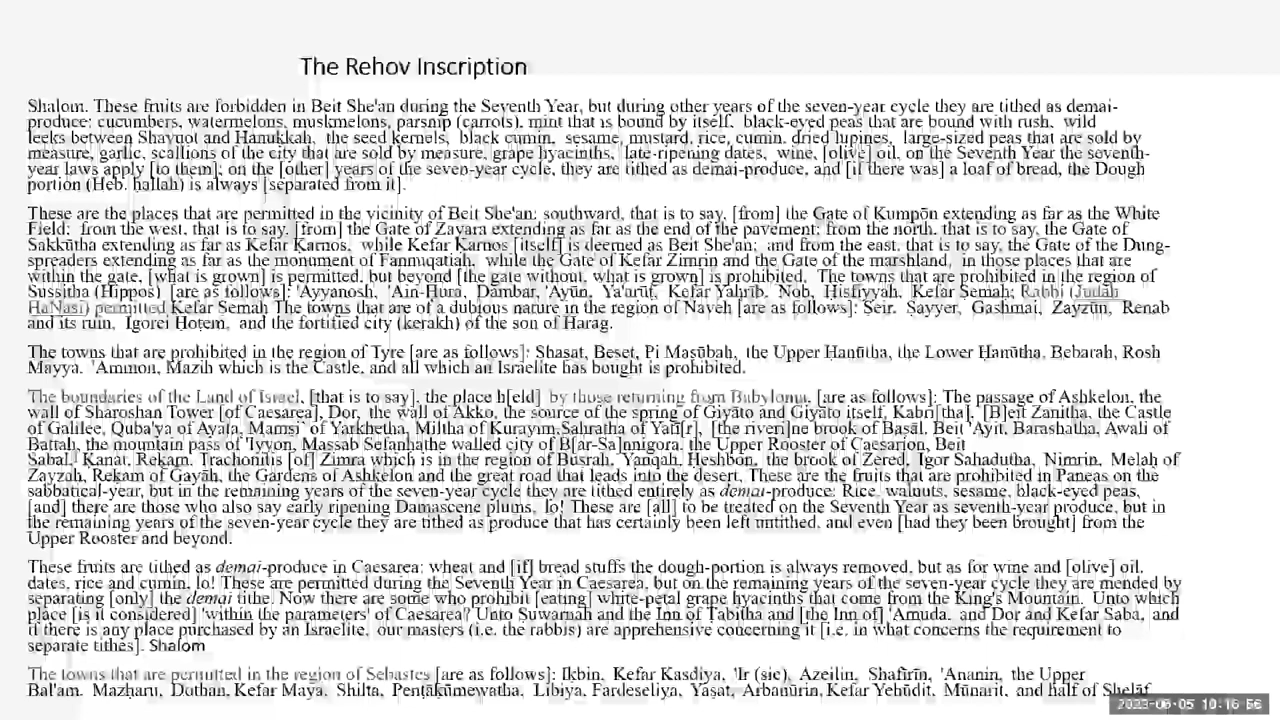 The Rehov Inscription
Shalom. These fruits are forbidden in Beit She'an during the Seventh Year, but during other years of the seven-year cycle they are tithed as demai-
produce: cucumbers, watermelons, muskmelons, parsnip (carrots), mint that is bound by itself, black-eyed peas that are bound with rush, wild
leeks between Shavuot and Hanukkah, the seed kernels, black cumin, sesame, mustard, rice, cumin, dried lupines, large-sized peas that are sold by
measure, garlic, scallions of the city that are sold by measure, grape hyacinths, late-ripening dates, wine, [olive] oil, on the Seventh Year the seventh-
year laws apply [to them]; on the [other] years of the seven-year cycle, they are tithed as demai-produce, and [if there was] a loaf of bread, the Dough
portion (Heb. hallah) is always [separated from it].
These are the places that are permitted in the vicinity of Beit She'an: southward, that is to say, [from] the Gate of Kumpōn extending as far as the White
Field; from the west, that is to say, [from] the Gate of Zayara extending as far as the end of the pavement; from the north, that is to say, the Gate of
Sakkūtha extending as far as Kefar Karnos, while Kefar Karnos [itself] is deemed as Beit She'an; and from the east, that is to say, the Gate of the Dung-
spreaders extending as far as the monument of Fannuqatiah, while the Gate of Kefar Zimrin and the Gate of the marshland, in those places that are
within the gate, [what is grown] is permitted, but beyond [the gate without, what is grown] is prohibited. The towns that are prohibited in the region of
Sussitha (Hippos) [are as follows]: 'Ayyanosh, 'Ain-Ḥura, Dambar, 'Ayūn, Ya'arūṭ, Kefar Yaḥrib, Nob, Ḥisfiyyah, Kefar Ṣemaḥ; Rabbi (Judah
HaNasi) permitted Kefar Ṣemaḥ The towns that are of a dubious nature in the region of Naveh [are as follows]: Ṣeir, Ṣayyer, Gashmai, Zayzūn, Renab
and its ruin, Igorei Ḥoṭem, and the fortified city (kerakh) of the son of Harag.
The towns that are prohibited in the region of Tyre [are as follows]: Shaṣat, Beṣet, Pi Maṣūbah, the Upper Ḥanūtha, the Lower Ḥanūtha, Bebarah, Rosh
Mayya, 'Ammon, Mazih which is the Castle, and all which an Israelite has bought is prohibited.
The boundaries of the Land of Israel, [that is to say], the place h[eld] by those returning from Babylonia, [are as follows]: The passage of Ashkelon, the
wall of Sharoshan Tower [of Caesarea], Dor, the wall of Akko, the source of the spring of Giyāto and Giyāto itself, Kabri[tha], [B]eit Zanitha, the Castle
of Galilee, Quba'ya of Ayata, Mamṣi' of Yarkhetha, Miltha of Kurayim, Saḥratha of Yatī[r], [the riveri]ne brook of Baṣāl, Beit 'Ayit, Barashatha, Awali of
Battah, the mountain pass of 'Iyyon, Massab Sefanḥathe walled city of B[ar-Sa]nnigora, the Upper Rooster of Caesarion, Beit
Sabal, Kanat, Reḳam, Trachonitis [of] Zimra which is in the region of Buṣrah, Yanqah, Ḥeshbon, the brook of Zered, Igor Sahadutha, Nimrin, Melaḥ of
Zayzaḥ, Reḳam of Gayāh, the Gardens of Ashkelon and the great road that leads into the desert. These are the fruits that are prohibited in Paneas on the
sabbatical-year, but in the remaining years of the seven-year cycle they are tithed entirely as demai-produce: Rice, walnuts, sesame, black-eyed peas,
[and] there are those who also say early ripening Damascene plums, lo! These are [all] to be treated on the Seventh Year as seventh-year produce, but in
the remaining years of the seven-year cycle they are tithed as produce that has certainly been left untithed, and even [had they been brought] from the
Upper Rooster and beyond.
These fruits are tithed as demai-produce in Caesarea: wheat and [if] bread stuffs the dough-portion is always removed, but as for wine and [olive] oil,
dates, rice and cumin, lo! These are permitted during the Seventh Year in Caesarea, but on the remaining years of the seven-year cycle they are mended by
separating [only] the demai tithe. Now there are some who prohibit [eating] white-petal grape hyacinths that come from the King's Mountain. Unto which
place [is it considered] 'within the parameters' of Caesarea? Unto Ṣuwarnah and the Inn of Ṭabitha and [the Inn of] 'Amuda, and Dor and Kefar Saba, and
if there is any place purchased by an Israelite, our masters (i.e. the rabbis) are apprehensive concerning it [i.e. in what concerns the requirement to
separate tithes]. Shalom
The towns that are permitted in the region of Sebastes [are as follows]: Iḳbin, Kefar Kasdiya, 'Ir (sic), Azeilin, Shafīrīn, 'Ananin, the Upper
Bal'am, Mazḥaru, Dothan, Kefar Maya, Shilta, Penṭāḳūmewatha, Libiya, Fardeseliya, Yaṣat, Arbanūrin, Kefar Yehūdit, Mūnarit, and half of Shelāf
2023-06-05 10:16:56